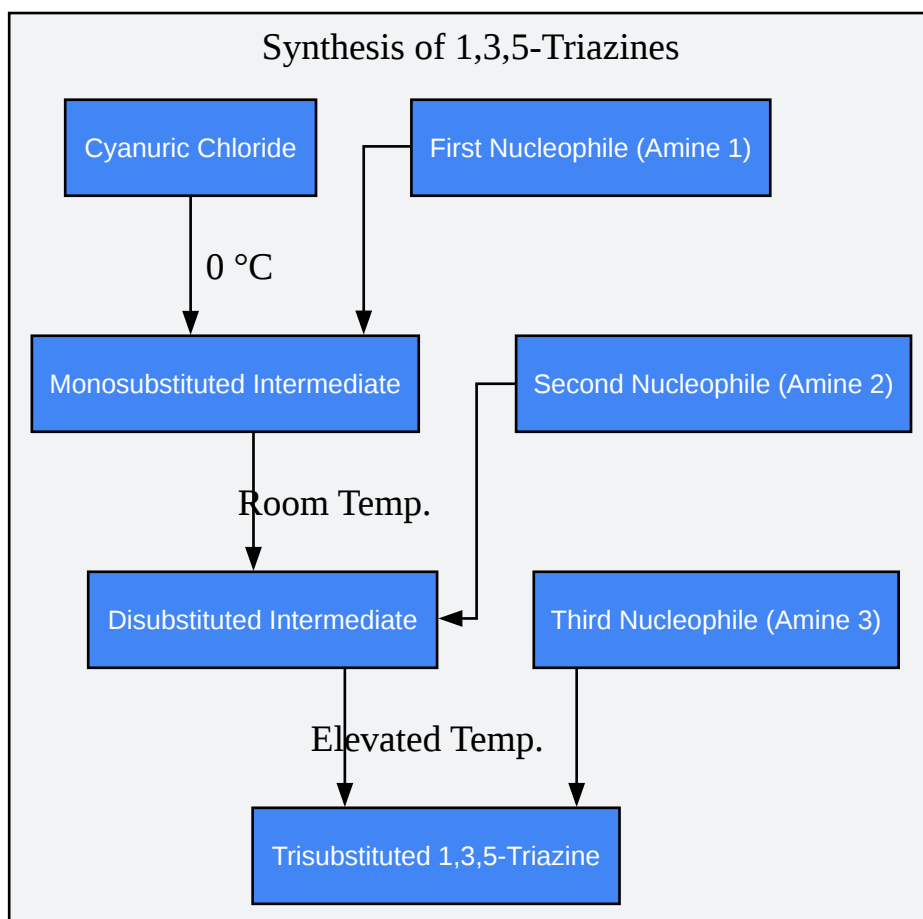 Synthesis of 1,3,5-Triazines
Cyanuric Chloride
First Nucleophile (Amine 1)
0 °C
Monosubstituted Intermediate
Second Nucleophile (Amine 2)
Room Temp.
Disubstituted Intermediate
Third Nucleophile (Amine 3)
Elevated Temp.
Trisubstituted 1,3,5-Triazine